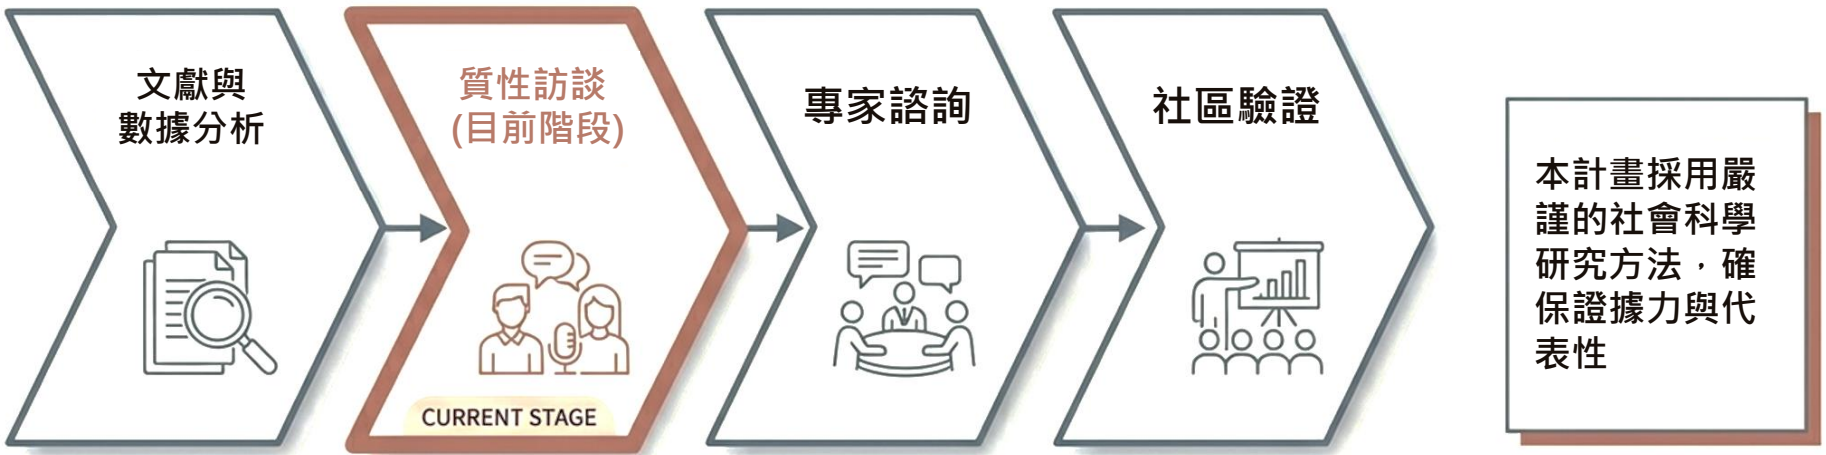 文獻與
數據分析
質性訪談
(目前階段)
CURRENT STAGE
專家諮詢
社區驗證
本計畫採用嚴
謹的社會科學
研究方法，確
保證據力與代
表性